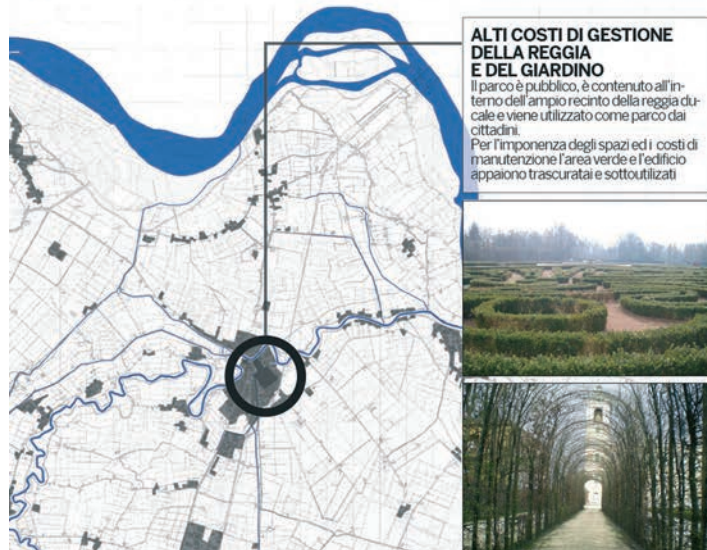 ALTI COSTI DI GESTIONE
DELLA REGGIA
E DEL GIARDINO
Il parco è pubblico, è contenuto all'in-
terno dell'ampio recinto della reggia du-
cale e viene utilizzato come parco dai
cittadini.
Per l'imponenza degli spazi ed i costi di
manutenzione l'area verde e l'edificio
appaiono trascuratai e sottoutilizati